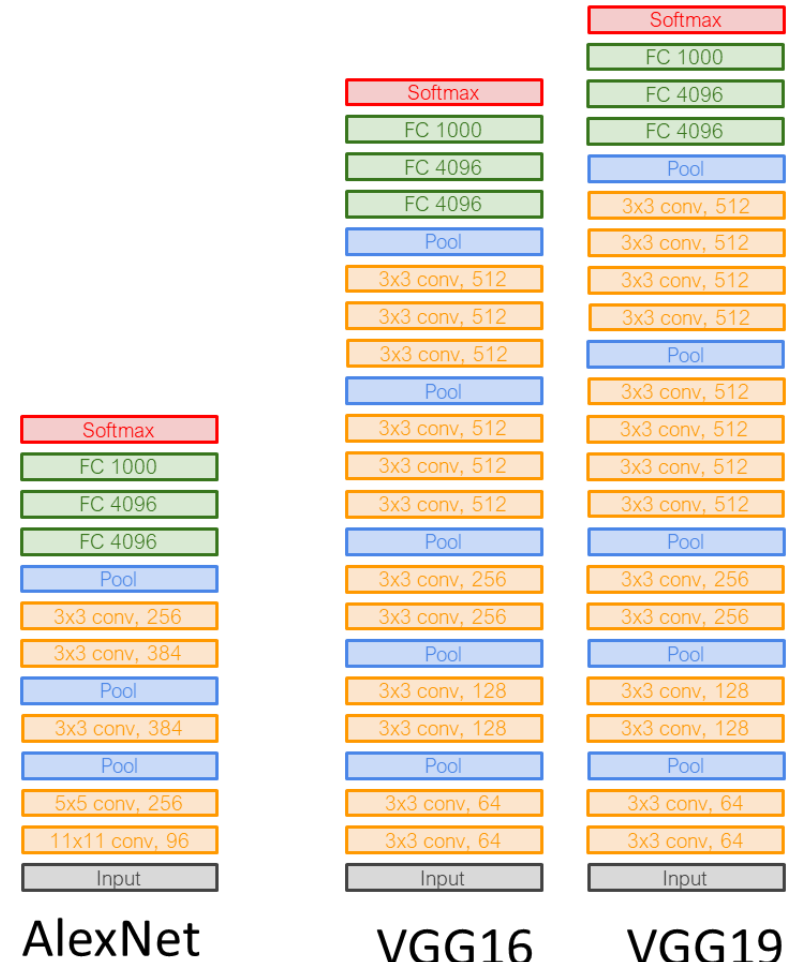 Softmax
FC 1000
FC 4096
FC 4096
Pool
3x3 conv, 256
3x3 conv, 384
Pool
3x3 conv, 384
Pool
5x5 conv, 256
11x11 conv, 96
Input
AlexNet
Softmax
FC 1000
FC 4096
FC 4096
Pool
3x3 conv, 512
3x3 conv, 512
3x3 conv, 512
Pool
3x3 conv, 512
3x3 conv, 512
3x3 conv, 512
Pool
3x3 conv, 256
3x3 conv, 256
Pool
3x3 conv, 128
3x3 conv, 128
Pool
3x3 conv, 64
3x3 conv, 64
Input
VGG16
Softmax
FC 1000
FC 4096
FC 4096
Pool
3x3 conv, 512
3x3 conv, 512
3x3 conv, 512
3x3 conv, 512
Pool
3x3 conv, 512
3x3 conv, 512
3x3 conv, 512
3x3 conv, 512
Pool
3x3 conv, 256
3x3 conv, 256
Pool
3x3 conv, 128
3x3 conv, 128
Pool
3x3 conv, 64
3x3 conv, 64
Input
VGG19